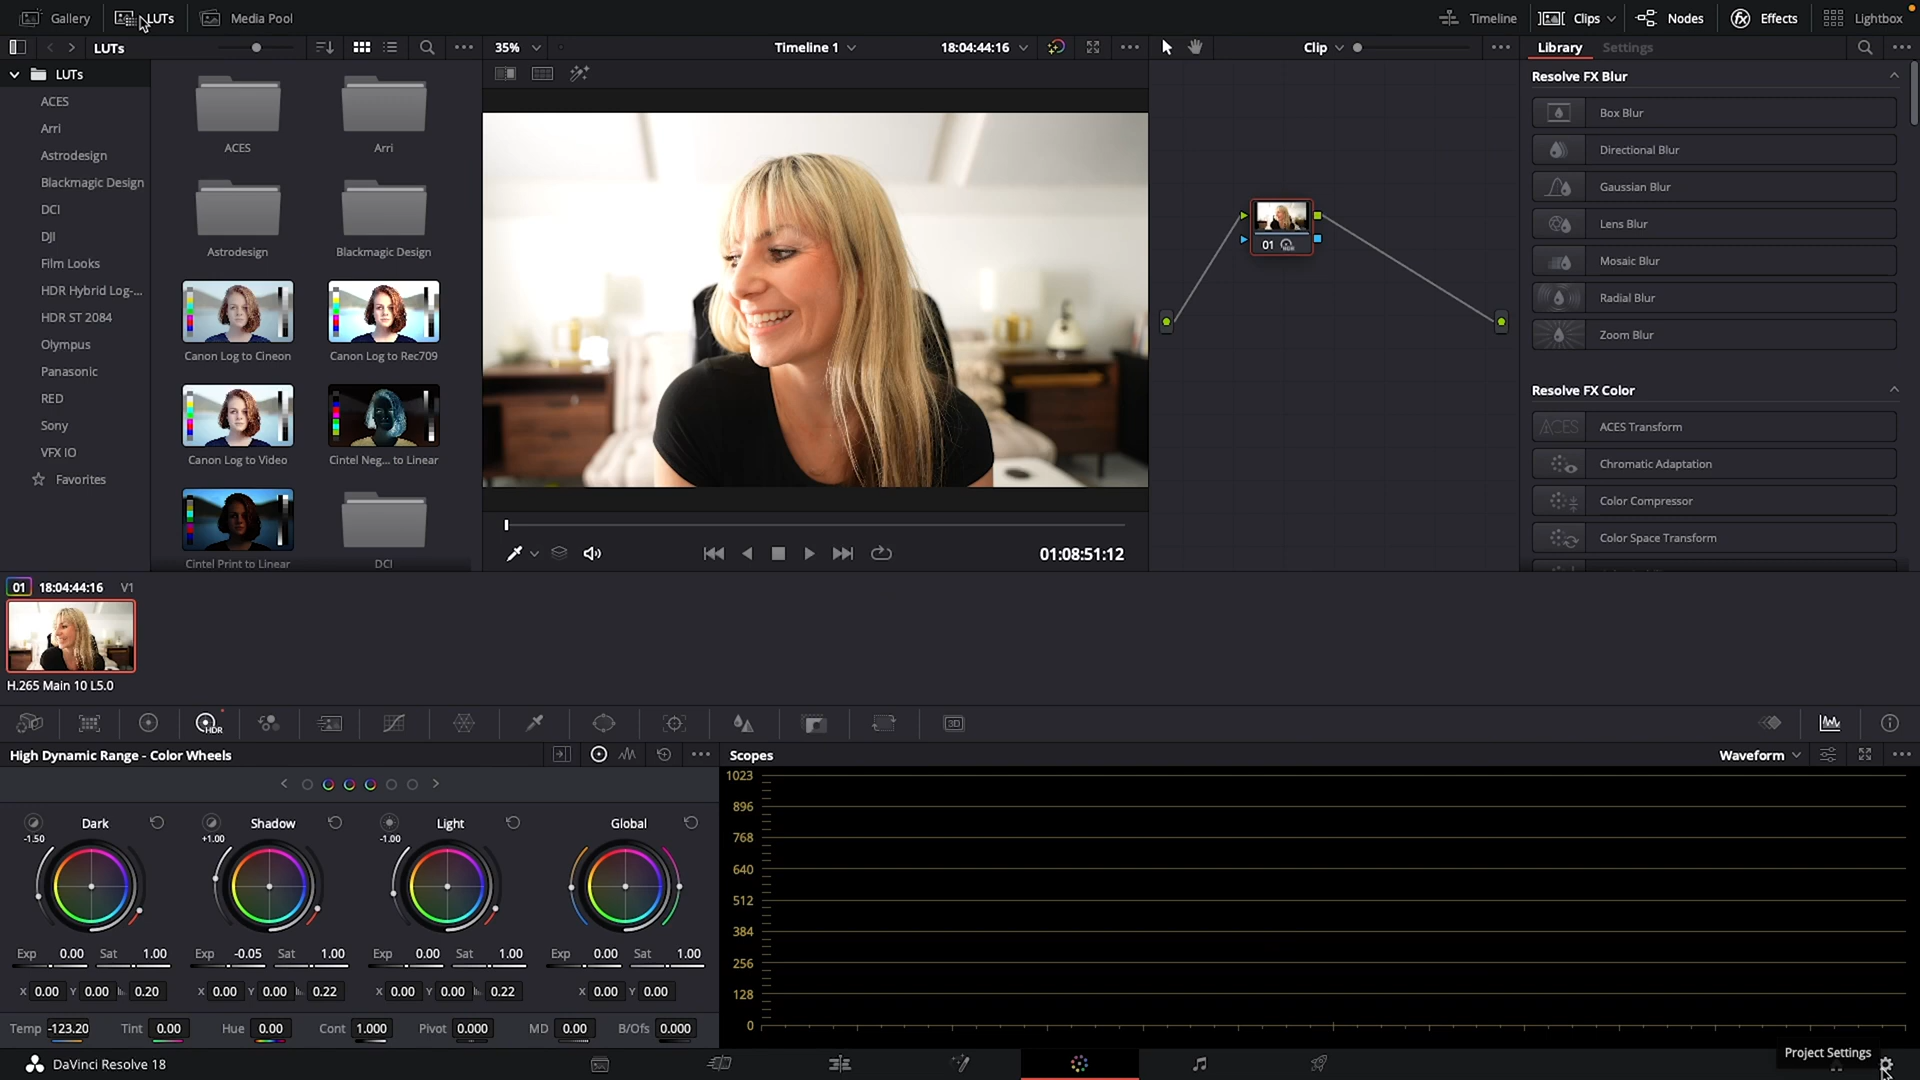 Gallery LUTs Media Pool Timeline Clips Nodes Effects Lightbox
LUTs 35% Timeline 1 18:04:44:16 Clip Library Settings
LUTs
ACES
Arri
Astrodesign
Blackmagic Design
DCI
DJI
Film Looks
HDR Hybrid Log-...
HDR ST 2084
Olympus
Panasonic
RED
Sony
VFX IO
Favorites
ACES Arri
Astrodesign Blackmagic Design
Canon Log to Cineon Canon Log to Rec709
Canon Log to Video Cintel Neg... to Linear
Cintel Print to Linear DCI
01:08:51:12
01
Resolve FX Blur
Box Blur
Directional Blur
Gaussian Blur
Lens Blur
Mosaic Blur
Radial Blur
Zoom Blur
Resolve FX Color
ACES ACES Transform
Chromatic Adaptation
Color Compressor
Color Space Transform
01 18:04:44:16 V1
H.265 Main 10 L5.0
HDR
High Dynamic Range - Color Wheels
3D
Dark Shadow Light Global
-1.50 +1.00 -1.00
Exp 0.00 Sat 1.00 Exp -0.05 Sat 1.00 Exp 0.00 Sat 1.00 Exp 0.00 Sat 1.00
X 0.00 Y 0.00 0.20 X 0.00 Y 0.00 0.22 X 0.00 Y 0.00 0.22 X 0.00 Y 0.00
Temp -123.20 Tint 0.00 Hue 0.00 Cont 1.000 Pivot 0.000 MD 0.00 B/Ofs 0.000
Scopes Waveform
1023
896
768
640
512
384
256
128
0
DaVinci Resolve 18
Project Settings